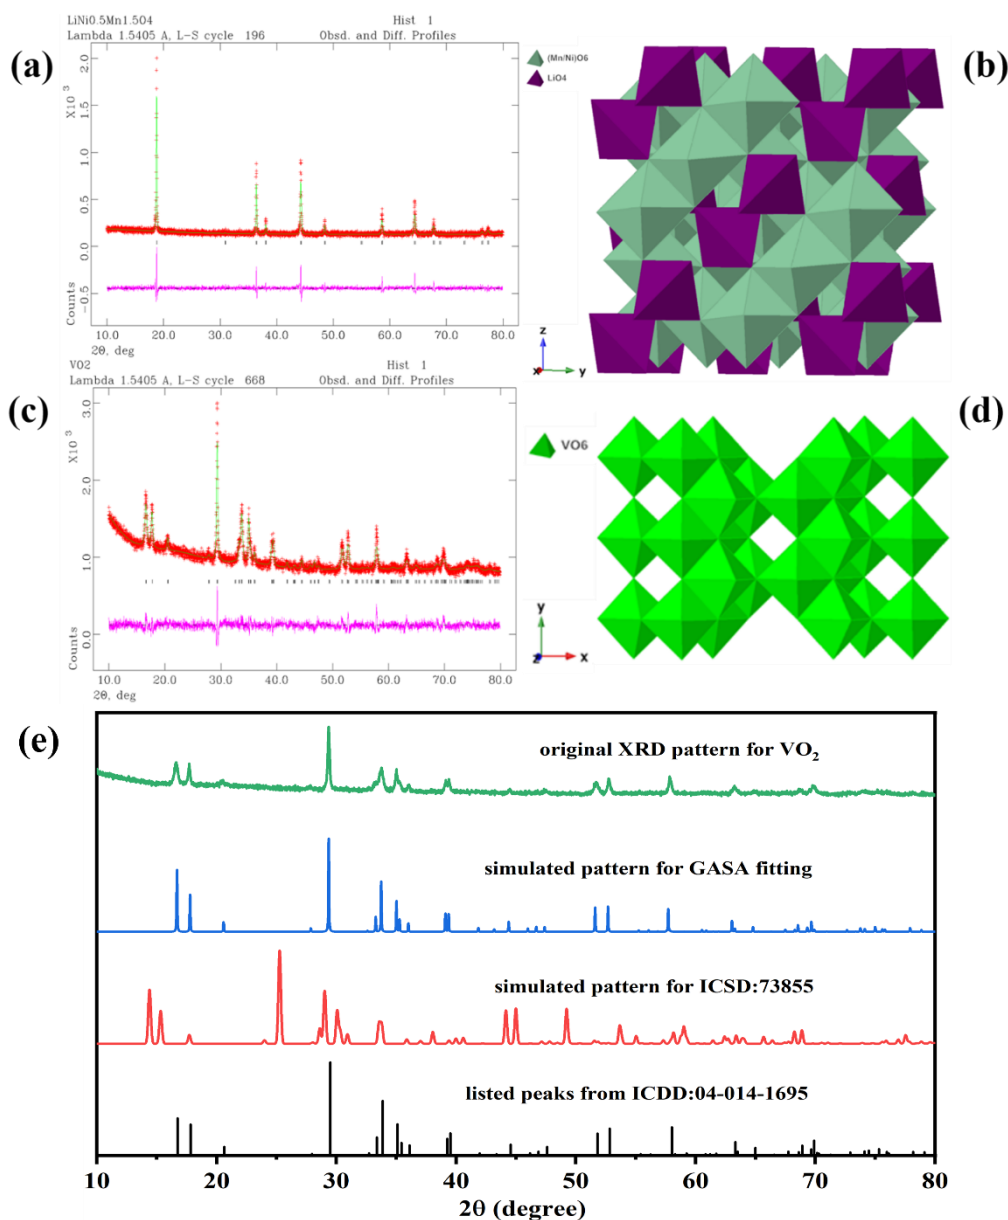 LiNi0.5Mn1.5O4 Hist 1
Lambda 1.5405 A, L-S cycle 196 Obsd. and Diff. Profiles
(a)
X10 3
2.0
1.5
1.0
0.5
0.0
−0.5
Counts
10.0 20.0 30.0 40.0 50.0 60.0 70.0 80.0
2θ, deg
(Mn/Ni)O6
LiO4
(b)
z
x
y
VO2 Hist 1
Lambda 1.5405 A, L-S cycle 668 Obsd. and Diff. Profiles
(c)
X10 3
3.0
2.0
1.0
0.0
Counts
10.0 20.0 30.0 40.0 50.0 60.0 70.0 80.0
2θ, deg
VO6
(d)
y
z
x
(e)
original XRD pattern for VO₂
simulated pattern for GASA fitting
simulated pattern for ICSD:73855
listed peaks from ICDD:04-014-1695
10 20 30 40 50 60 70 80
2θ (degree)